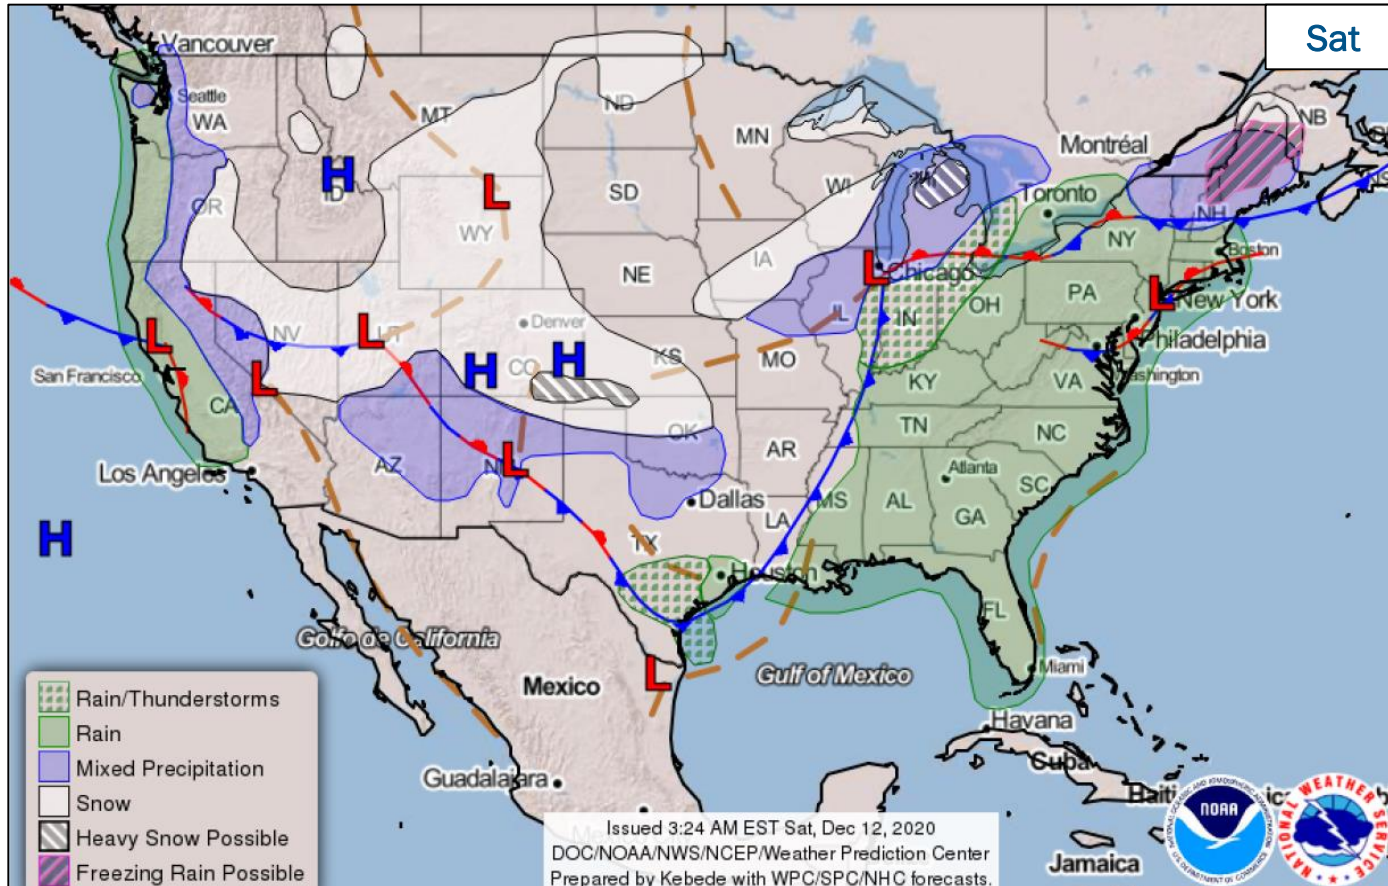 Sat
Vancouver
Seattle
WA
MT
ND
MN
NB
Montréal
OR
ID
SD
WI
Toronto
NH
H
L
WY
NY
Boston
IA
NE
L
Chicago
PA
L
New York
NV
UT
L
Denver
IL
IN
OH
Philadelphia
L
San Francisco
L
H
CO
H
KS
MO
KY
VA
Washington
CA
OK
TN
NC
Los Angeles
AZ
NM
L
AR
Atlanta
SC
Dallas
MS
AL
GA
LA
H
TX
Houston
FL
Golfo de California
Mexico
L
Gulf of Mexico
Miami
Havana
Cuba
Guadalajara
Haiti
Jamaica
Rain/Thunderstorms
Rain
Mixed Precipitation
Snow
Heavy Snow Possible
Freezing Rain Possible
Issued 3:24 AM EST Sat, Dec 12, 2020
DOC/NOAA/NWS/NCEP/Weather Prediction Center
Prepared by Kebede with WPC/SPC/NHC forecasts.
NOAA
NATIONAL WEATHER SERVICE